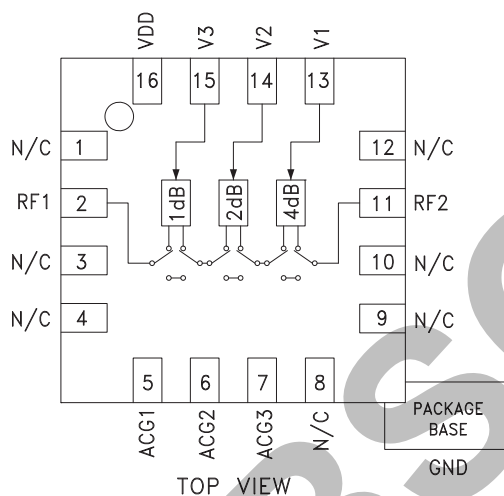 VDD V3 V2 V1
16 15 14 13
N/C 1 12 N/C
RF1 2 11 RF2
1dB 2dB 4dB
N/C 3 10 N/C
N/C 4 9 N/C
5 6 7 8
ACG1 ACG2 ACG3 N/C
PACKAGE
BASE
GND
TOP VIEW